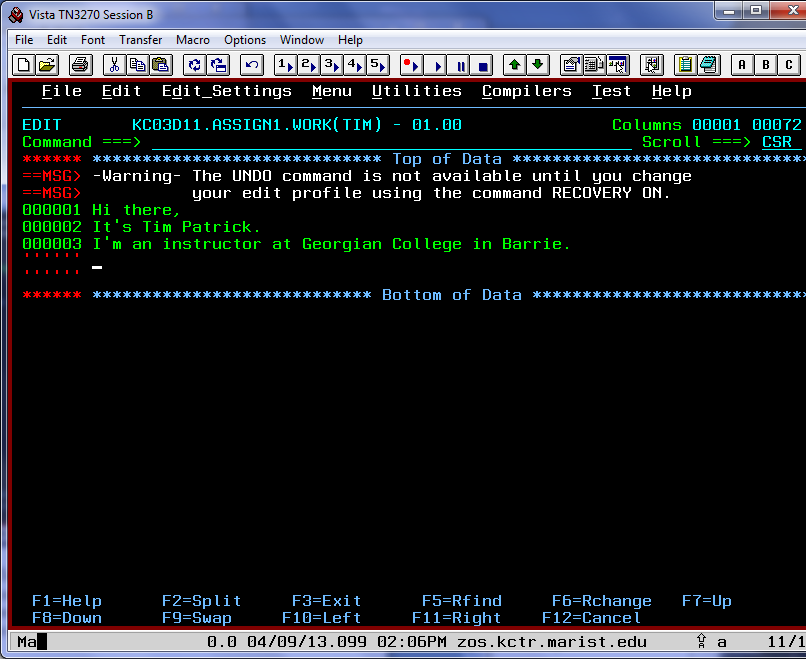 Vista TN3270 Session B
File Edit Font Transfer Macro Options Window Help
1 2 3 4 5 A B C
File Edit Edit_Settings Menu Utilities Compilers Test Help
EDIT KC03D11.ASSIGN1.WORK(TIM) - 01.00 Columns 00001 00072
Command ===> Scroll ===> CSR
****** ***************************** Top of Data ******************************
==MSG> -Warning- The UNDO command is not available until you change
==MSG> your edit profile using the command RECOVERY ON.
000001 Hi there,
000002 It's Tim Patrick.
000003 I'm an instructor at Georgian College in Barrie.
''''''
......
****** **************************** Bottom of Data ****************************
F1=Help F2=Split F3=Exit F5=Rfind F6=Rchange F7=Up
F8=Down F9=Swap F10=Left F11=Right F12=Cancel
Ma 0.0 04/09/13.099 02:06PM zos.kctr.marist.edu a 11/1